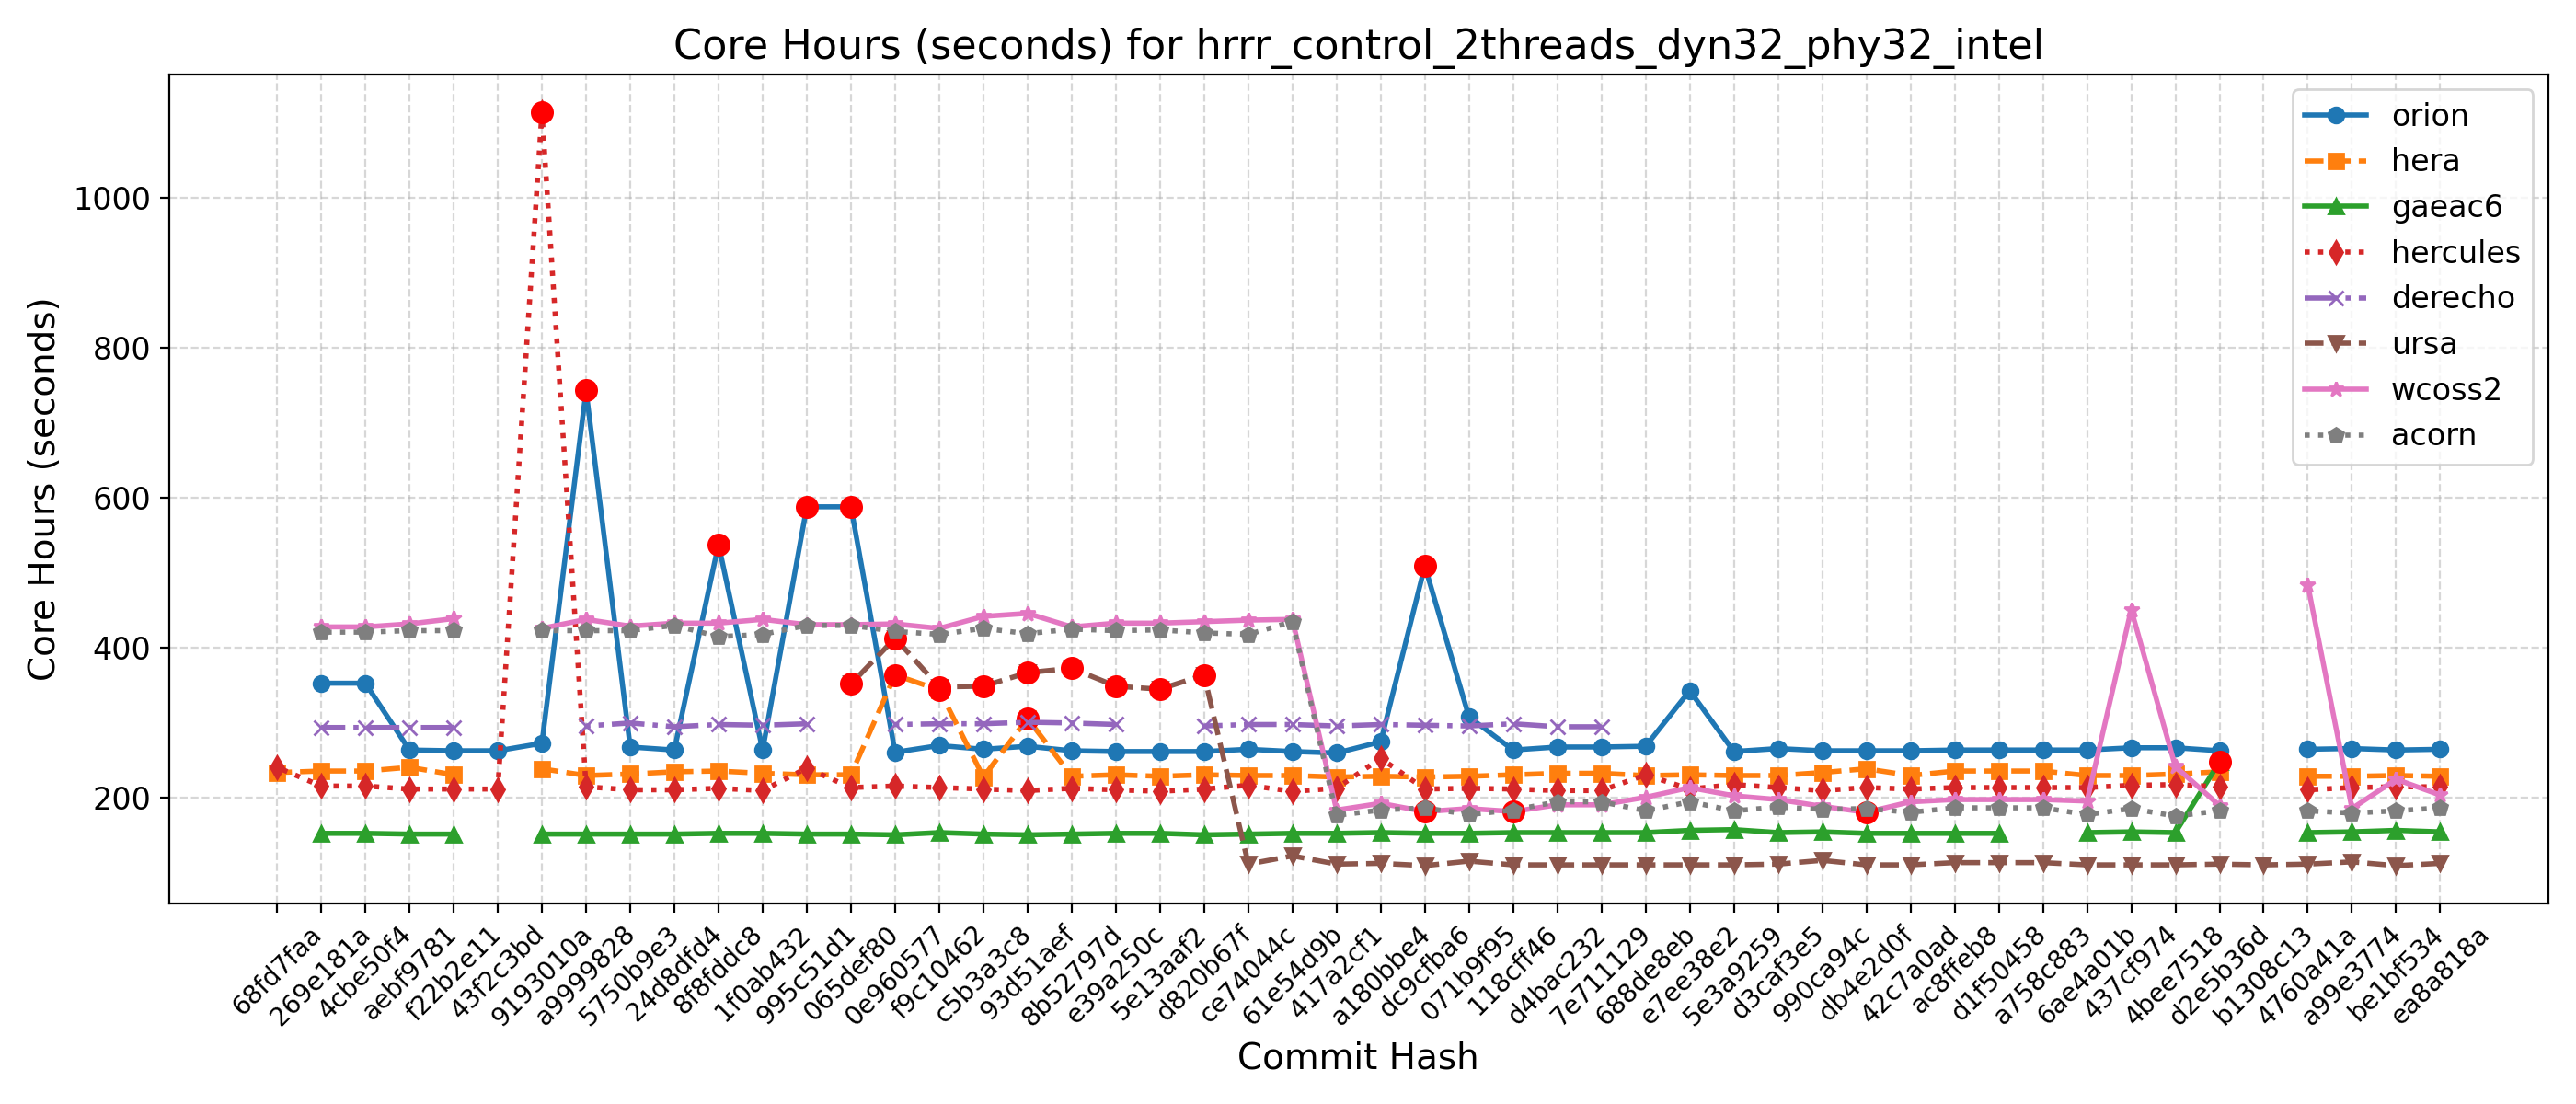 Core Hours (seconds) for hrrr_control_2threads_dyn32_phy32_intel
Core Hours (seconds)
1000
800
600
400
200
orion
hera
gaeac6
hercules
derecho
ursa
wcoss2
acorn
68fd7faa
269e181a
4cbe50f4
aebf9781
f22b2e11
43f2c3bd
9193010a
a9999828
5750b9e3
24d8dfd4
8f8fddc8
1f0ab432
995c51d1
065def80
0e960577
f9c10462
c5b3a3c8
93d51aef
8b52797d
e39a250c
5e13aaf2
d820b67f
ce74044c
61e54d9b
417a2cf1
a180bbe4
dc9cfba6
071b9f95
118cff46
d4bac232
7e711129
688de8eb
e7ee38e2
5e3a9259
d3caf3e5
990ca94c
db4e2d0f
42c7a0ad
ac8ffeb8
d1f50458
a758c883
6ae4a01b
437cf974
4bee7518
d2e5b36d
b1308c13
4760a41a
a99e3774
be1bf534
ea8a818a
Commit Hash